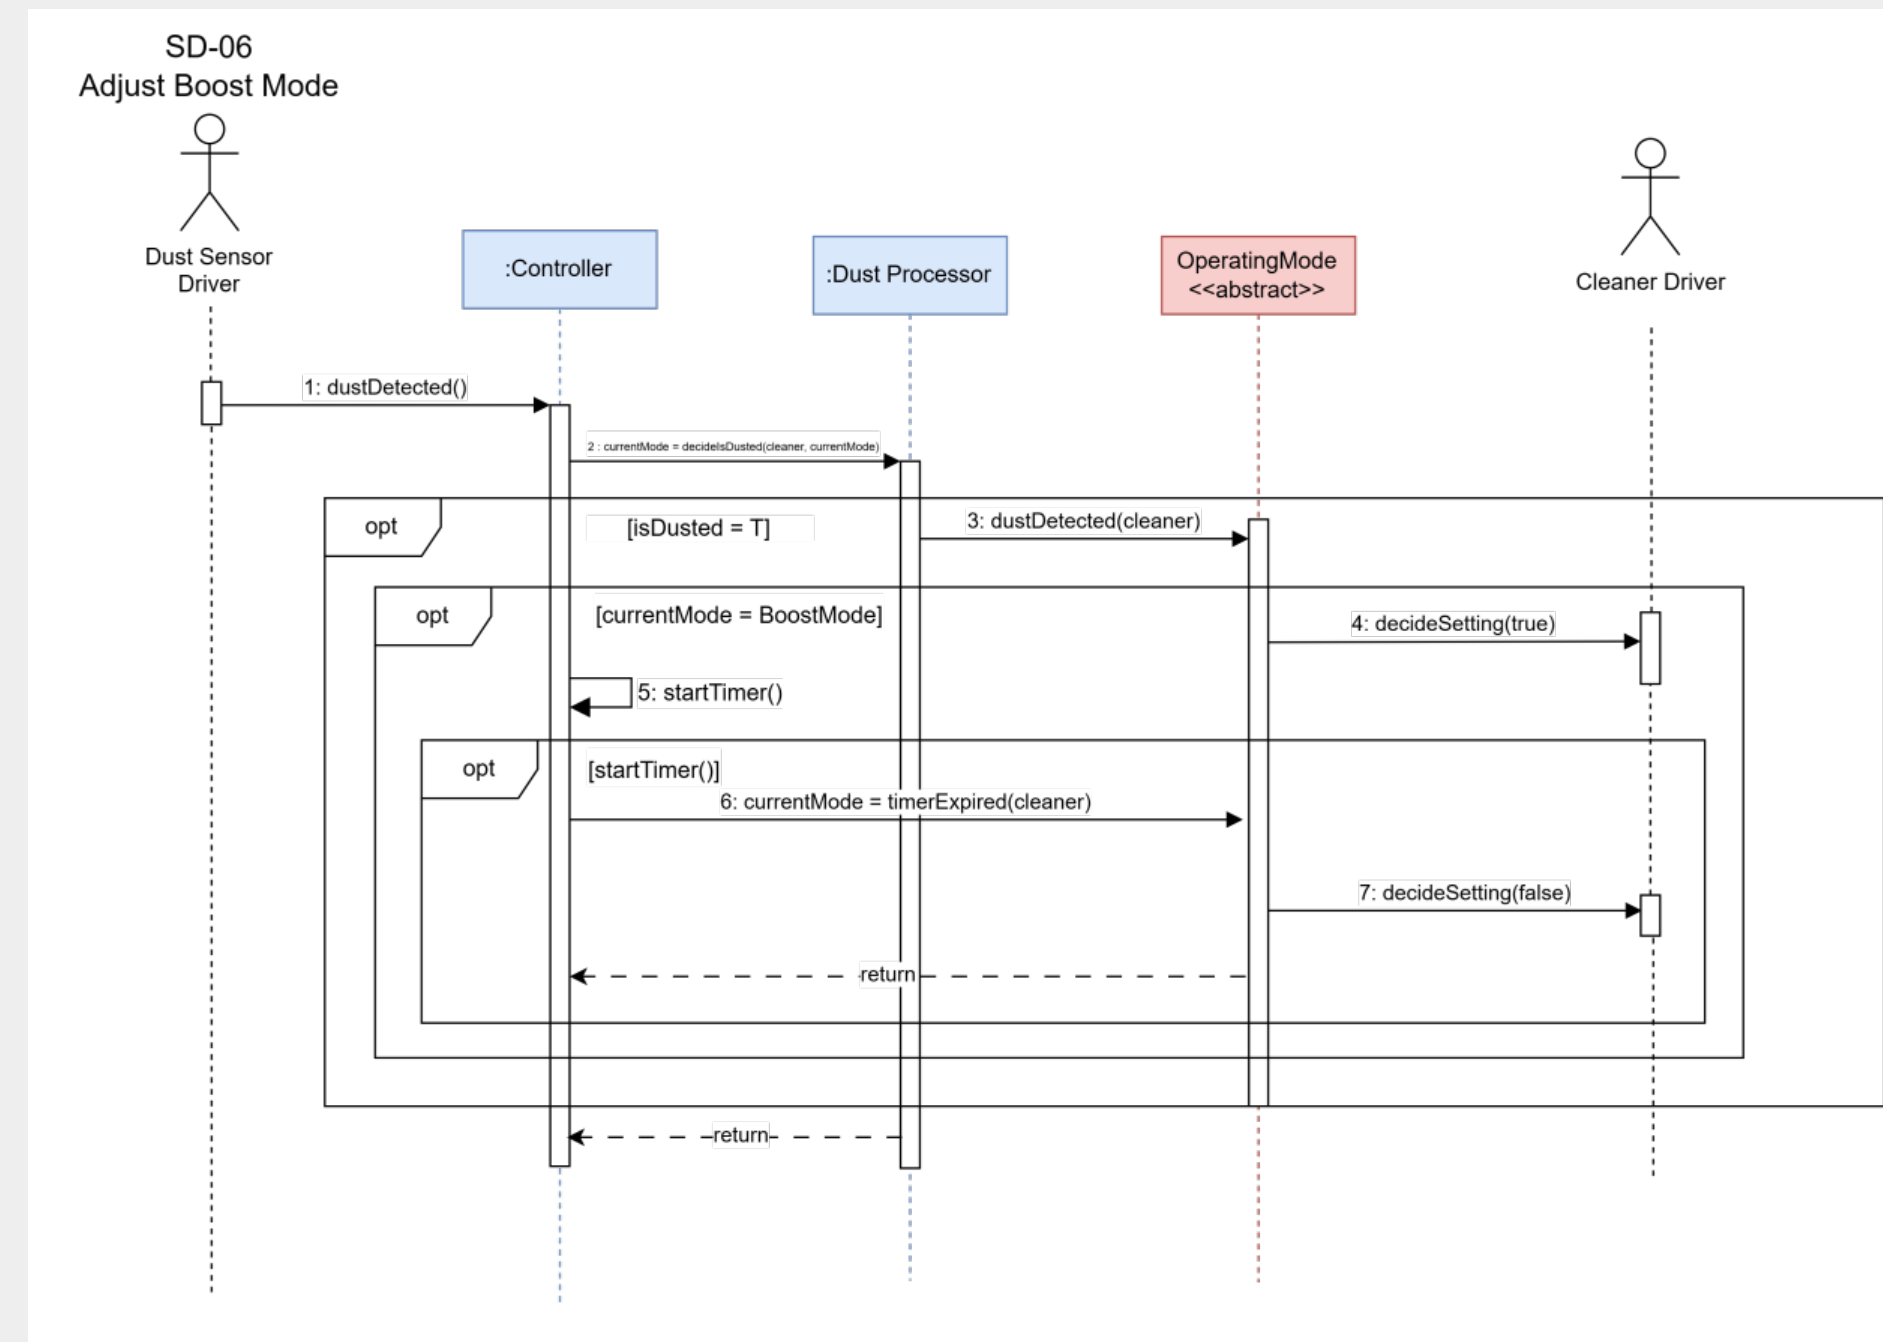 SD-06
Adjust Boost Mode
Dust Sensor
Driver
:Controller
:Dust Processor
OperatingMode
<<abstract>>
Cleaner Driver
1: dustDetected()
2 : currentMode = decideIsDusted(cleaner, currentMode)
opt
[isDusted = T]
3: dustDetected(cleaner)
opt
[currentMode = BoostMode]
4: decideSetting(true)
5: startTimer()
opt
[startTimer()]
6: currentMode = timerExpired(cleaner)
7: decideSetting(false)
return
return